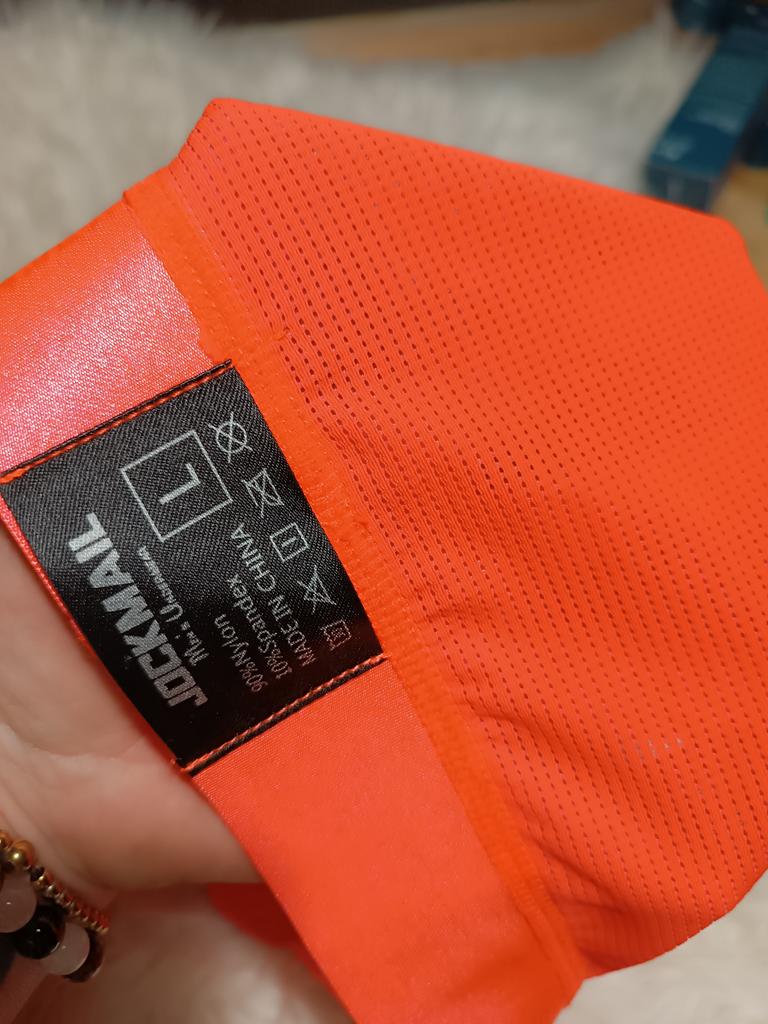 JOCKMAIL
Men's Underwear
L
90%Nylon
10%Spandex
MADE IN CHINA